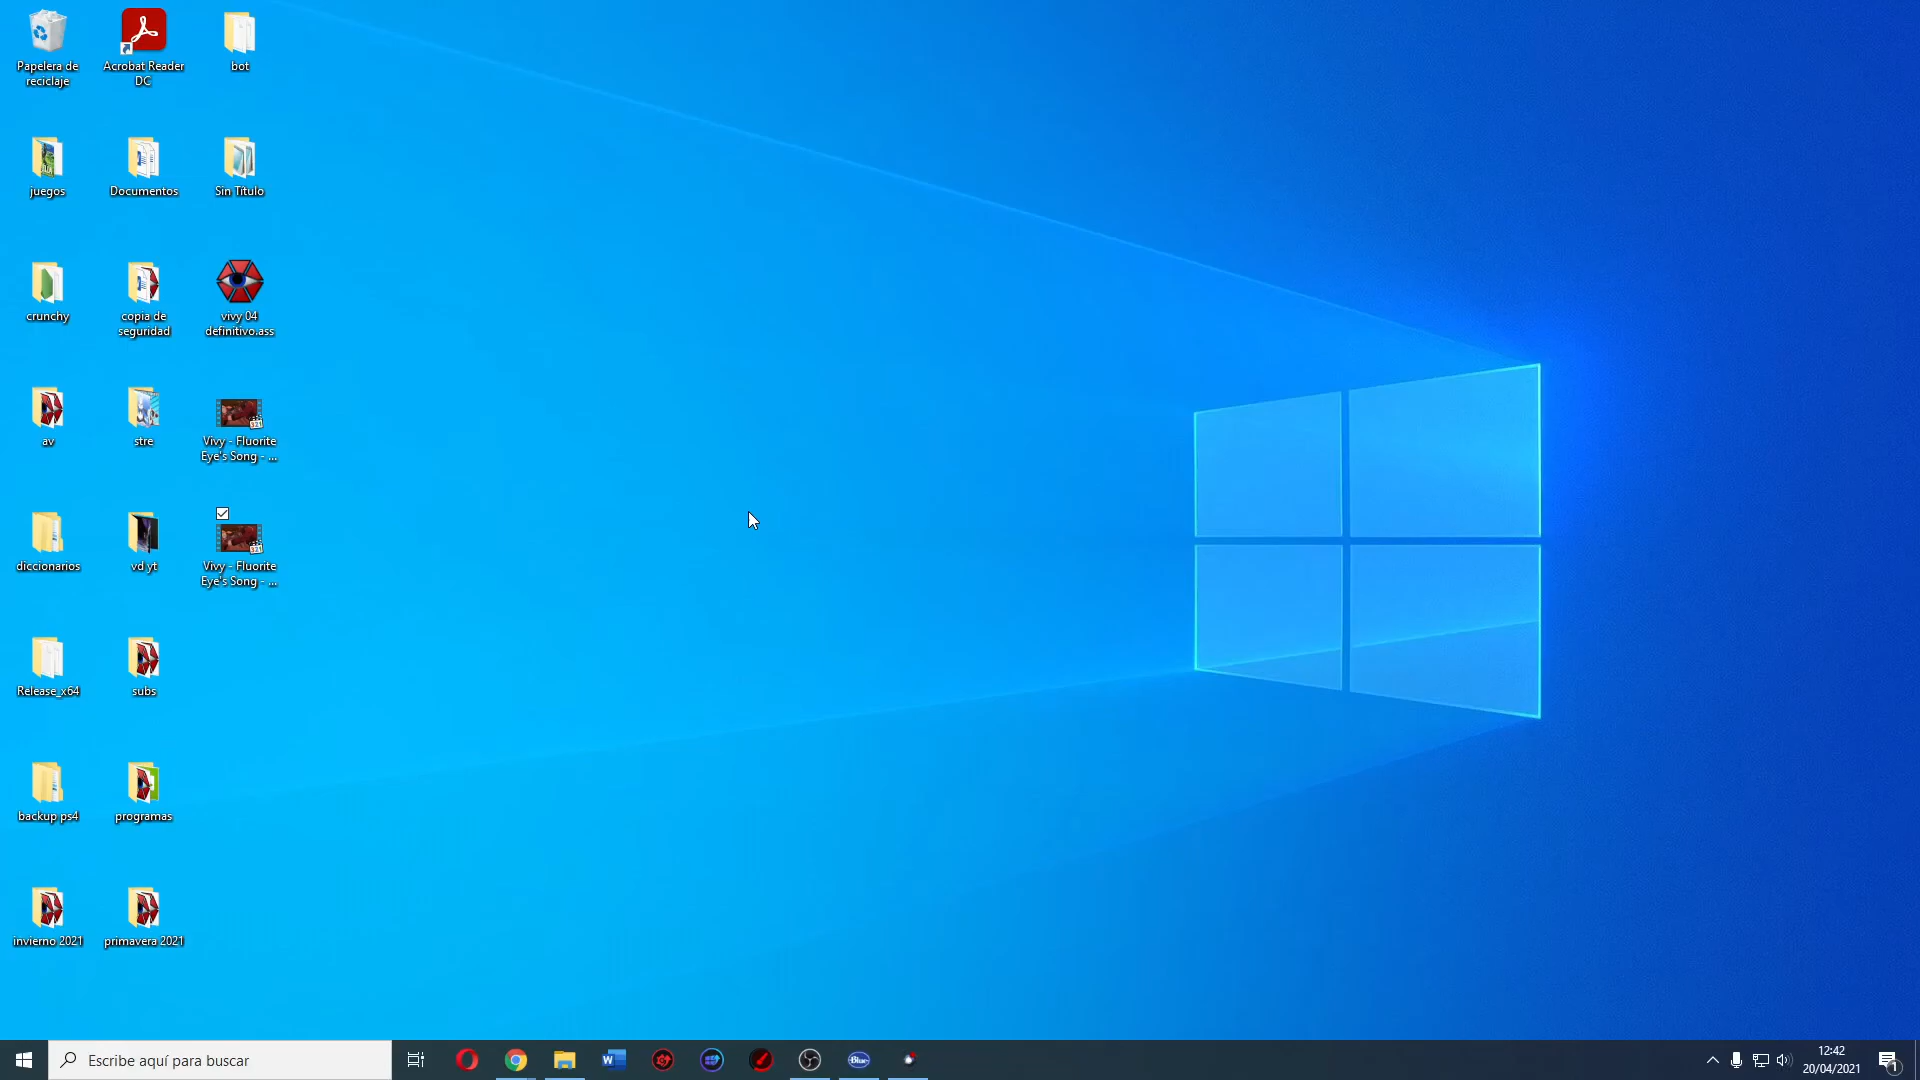 Papelera de
reciclaje
Acrobat Reader
DC
bot
juegos
Documentos
Sin Título
crunchy
copia de
seguridad
vivy 04
definitivo.ass
av
stre
Vivy - Fluorite
Eye's Song - ...
diccionarios
vd yt
Vivy - Fluorite
Eye's Song - ...
Release_x64
subs
backup ps4
programas
invierno 2021
primavera 2021
Escribe aquí para buscar
W
Blue
12:42
20/04/2021
1